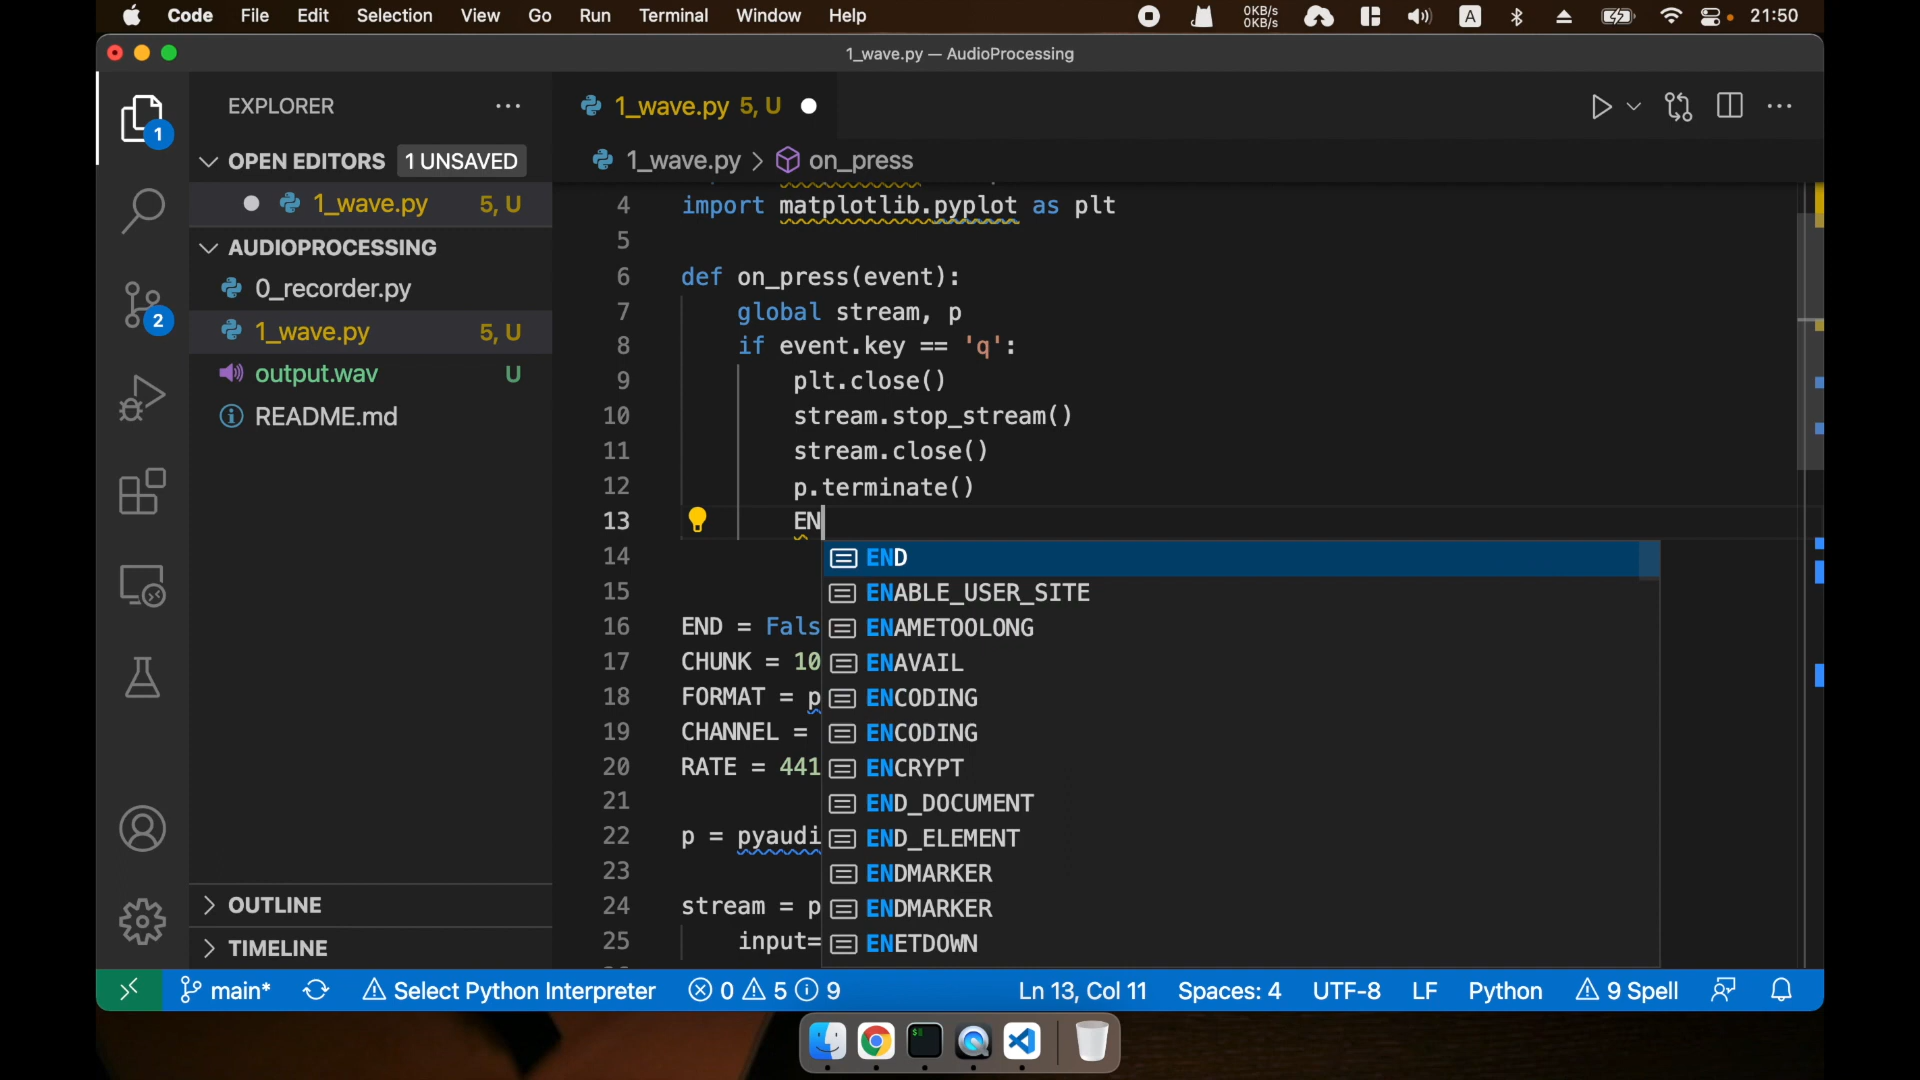 Code File Edit Selection View Go Run Terminal Window Help 0KB/s 0KB/s A 21:50
1_wave.py — AudioProcessing
EXPLORER
1_wave.py 5, U
1
OPEN EDITORS 1 UNSAVED
1_wave.py > on_press
1_wave.py 5, U
AUDIOPROCESSING
0_recorder.py
1_wave.py 5, U
2
output.wav U
README.md
OUTLINE
TIMELINE
4 import matplotlib.pyplot as plt
5
6 def on_press(event):
7 global stream, p
8 if event.key == 'q':
9 plt.close()
10 stream.stop_stream()
11 stream.close()
12 p.terminate()
13 EN
14
15
16 END = Fals
17 CHUNK = 10
18 FORMAT = p
19 CHANNEL =
20 RATE = 441
21
22 p = pyaudi
23
24 stream = p
25 input=
END
ENABLE_USER_SITE
ENAMETOOLONG
ENAVAIL
ENCODING
ENCODING
ENCRYPT
END_DOCUMENT
END_ELEMENT
ENDMARKER
ENDMARKER
ENETDOWN
main* Select Python Interpreter 0 5 9 Ln 13, Col 11 Spaces: 4 UTF-8 LF Python 9 Spell